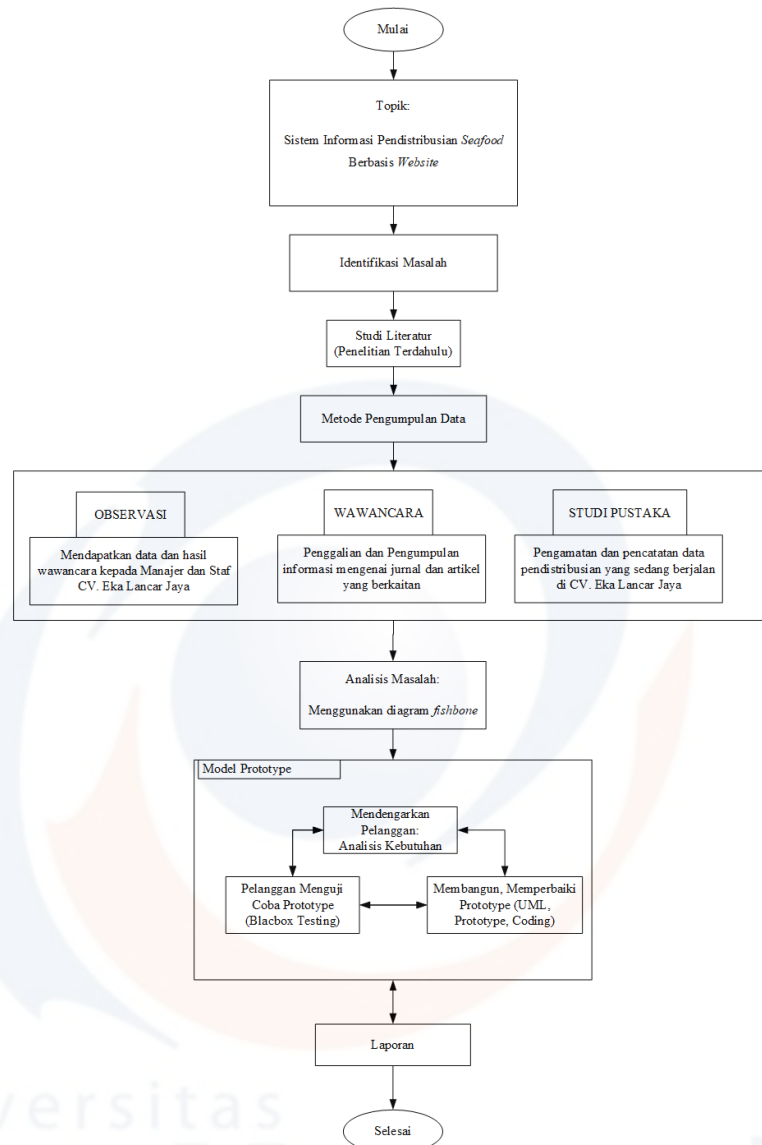 Mulai
Topik:
Sistem Informasi Pendistribusian Seafood
Berbasis Website
Identifikasi Masalah
Studi Literatur
(Penelitian Terdahulu)
Metode Pengumpulan Data
OBSERVASI
Mendapatkan data dan hasil
wawancara kepada Manajer dan Staf
CV. Eka Lancar Jaya
WAWANCARA
Penggalian dan Pengumpulan
informasi mengenai jurnal dan artikel
yang berkaitan
STUDI PUSTAKA
Pengamatan dan pencatatan data
pendistribusian yang sedang berjalan
di CV. Eka Lancar Jaya
Analisis Masalah:
Menggunakan diagram fishbone
Model Prototype
Mendengarkan
Pelanggan:
Analisis Kebutuhan
Pelanggan Menguji
Coba Prototype
(Blacbox Testing)
Membangun, Memperbaiki
Prototype (UML,
Prototype, Coding)
Laporan
versitas
Selesai